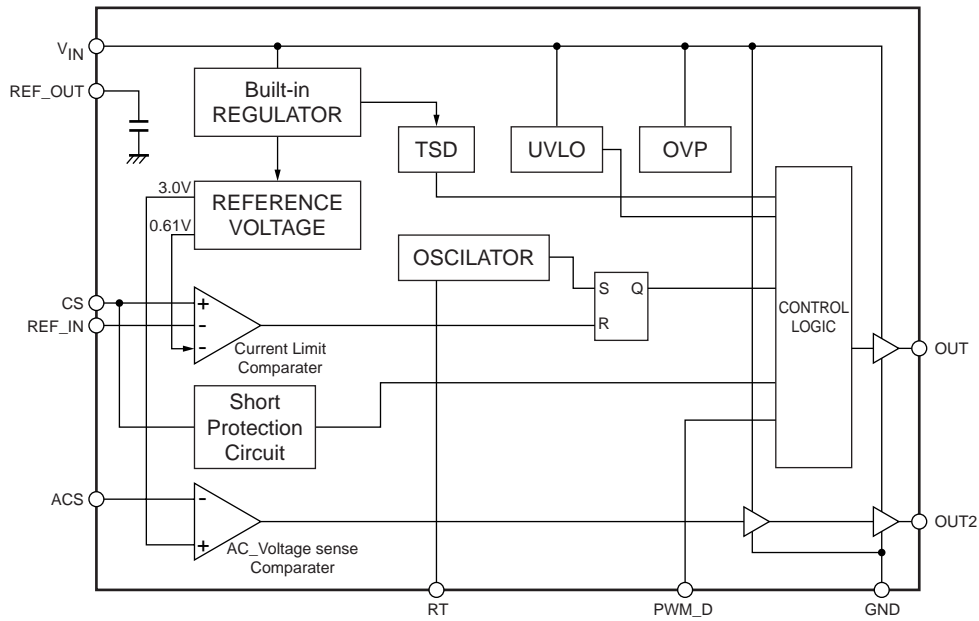 VIN
REF_OUT
Built-in
REGULATOR
TSD
UVLO
OVP
3.0V
REFERENCE
VOLTAGE
0.61V
OSCILATOR
CS
REF_IN
+
-
-
Current Limit
Comparater
S Q
R
CONTROL
LOGIC
OUT
Short
Protection
Circuit
ACS
-
+
AC_Voltage sense
Comparater
OUT2
RT
PWM_D
GND